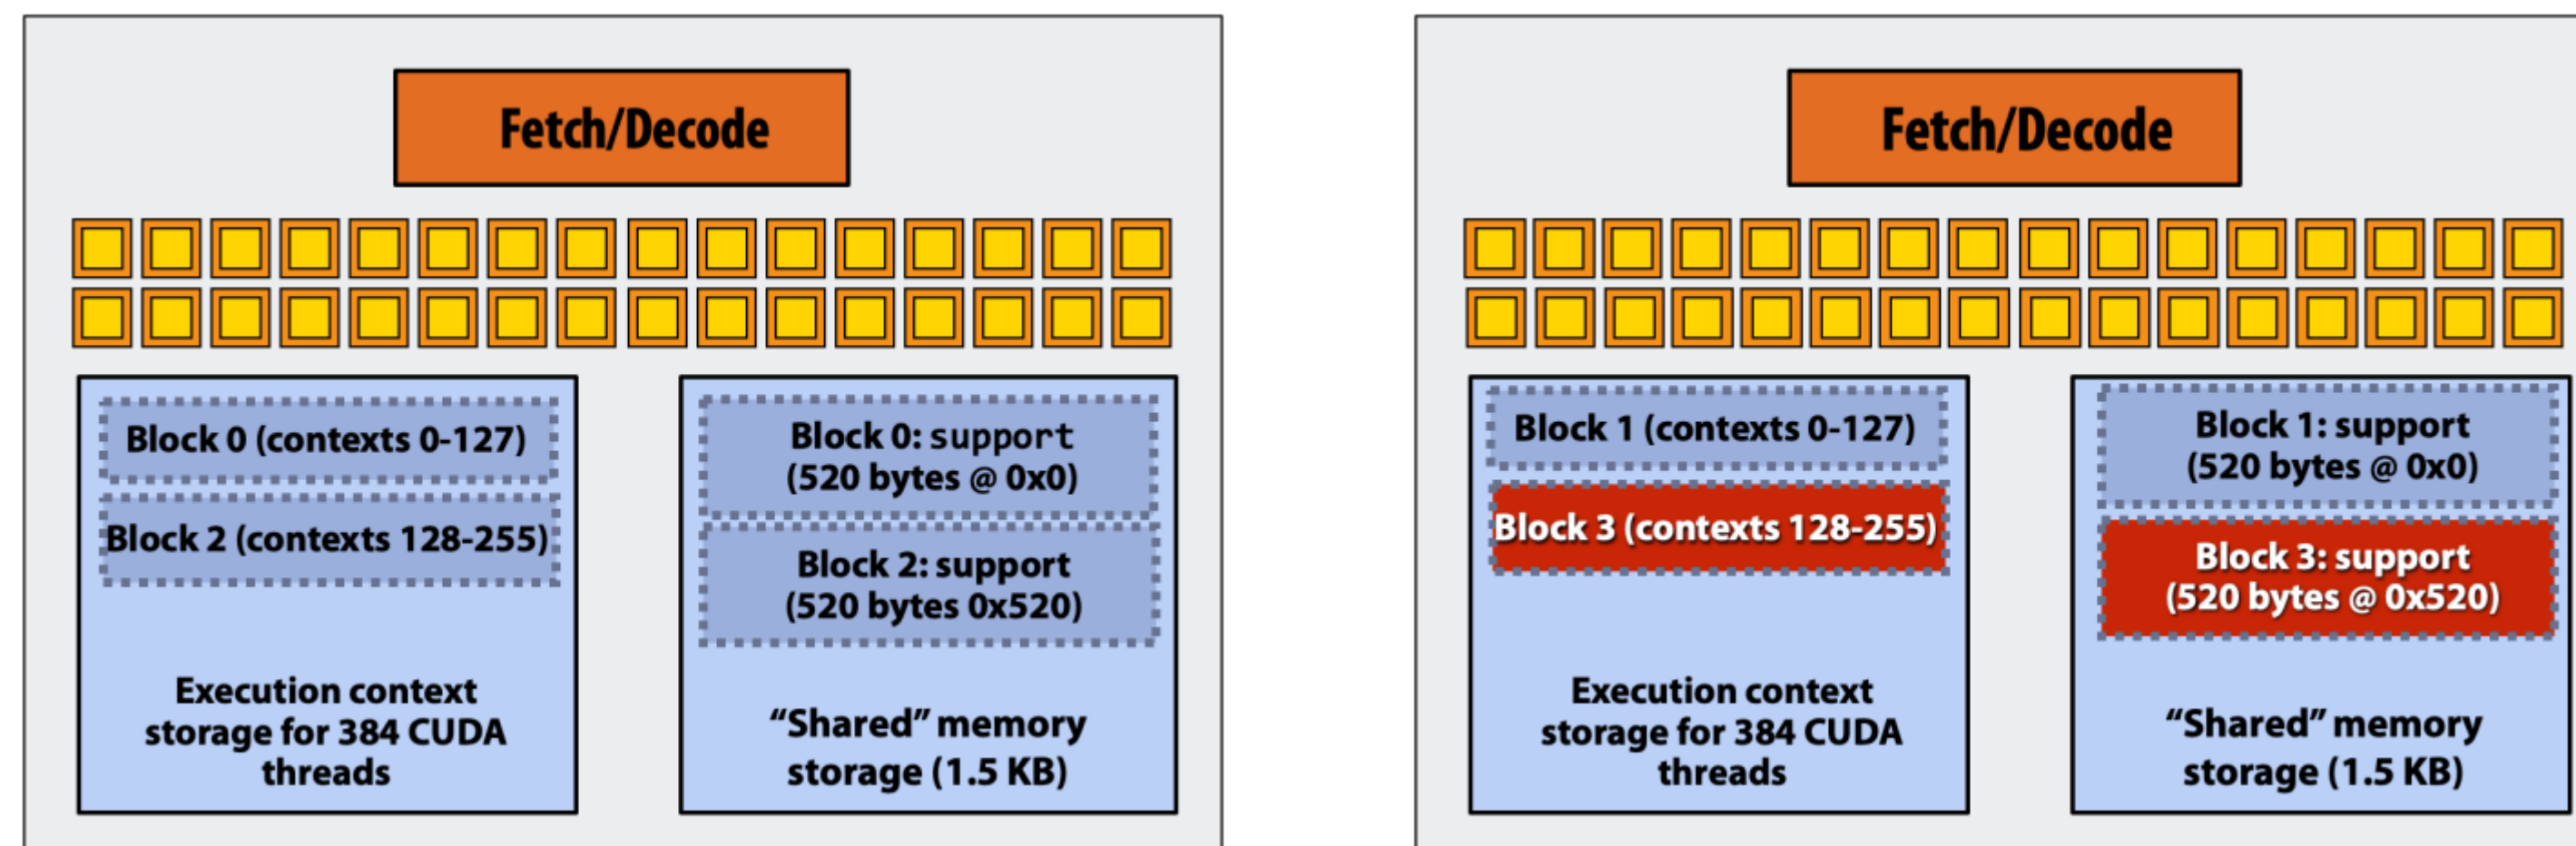 Fetch/Decode
Block 0 (contexts 0-127)
Block 2 (contexts 128-255)
Execution context
storage for 384 CUDA
threads
Block 0: support
(520 bytes @ 0x0)
Block 2: support
(520 bytes 0x520)
“Shared” memory
storage (1.5 KB)
Fetch/Decode
Block 1 (contexts 0-127)
Block 3 (contexts 128-255)
Execution context
storage for 384 CUDA
threads
Block 1: support
(520 bytes @ 0x0)
Block 3: support
(520 bytes @ 0x520)
“Shared” memory
storage (1.5 KB)